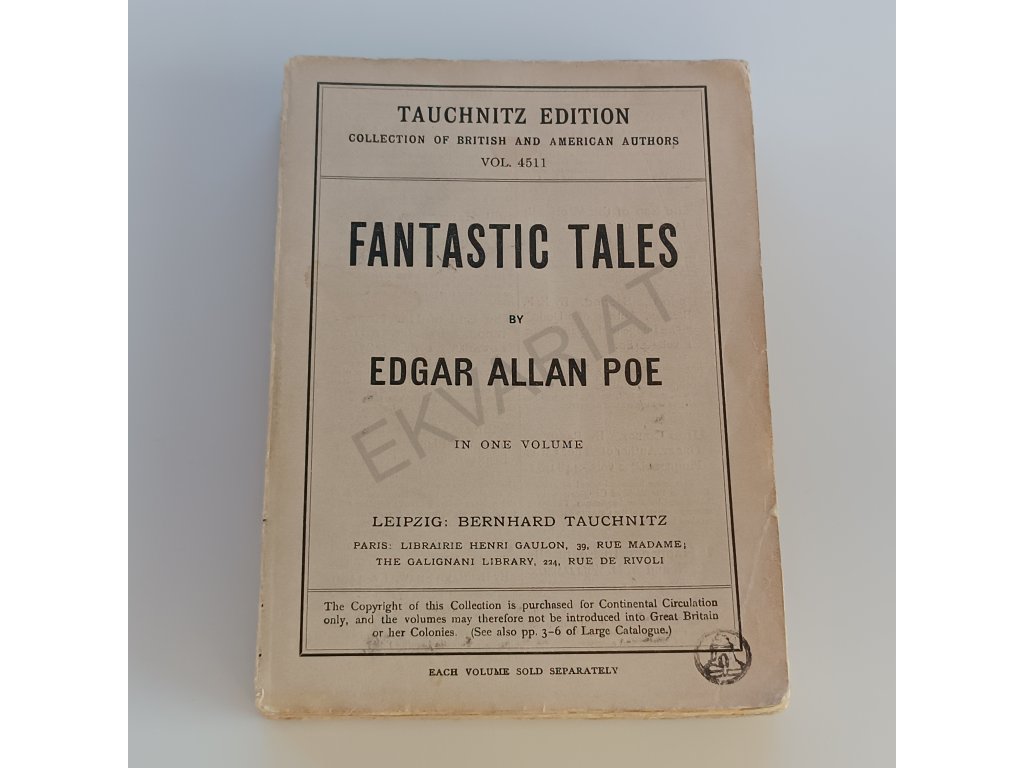 TAUCHNITZ EDITION
COLLECTION OF BRITISH AND AMERICAN AUTHORS
VOL. 4511
FANTASTIC TALES
BY
EDGAR ALLAN POE
EKVARIAT
IN ONE VOLUME
LEIPZIG: BERNHARD TAUCHNITZ
PARIS: LIBRAIRIE HENRI GAULON, 39, RUE MADAME;
THE GALIGNANI LIBRARY, 224, RUE DE RIVOLI
The Copyright of this Collection is purchased for Continental Circulation
only, and the volumes may therefore not be introduced into Great Britain
or her Colonies. (See also pp. 3-6 of Large Catalogue.)
EACH VOLUME SOLD SEPARATELY